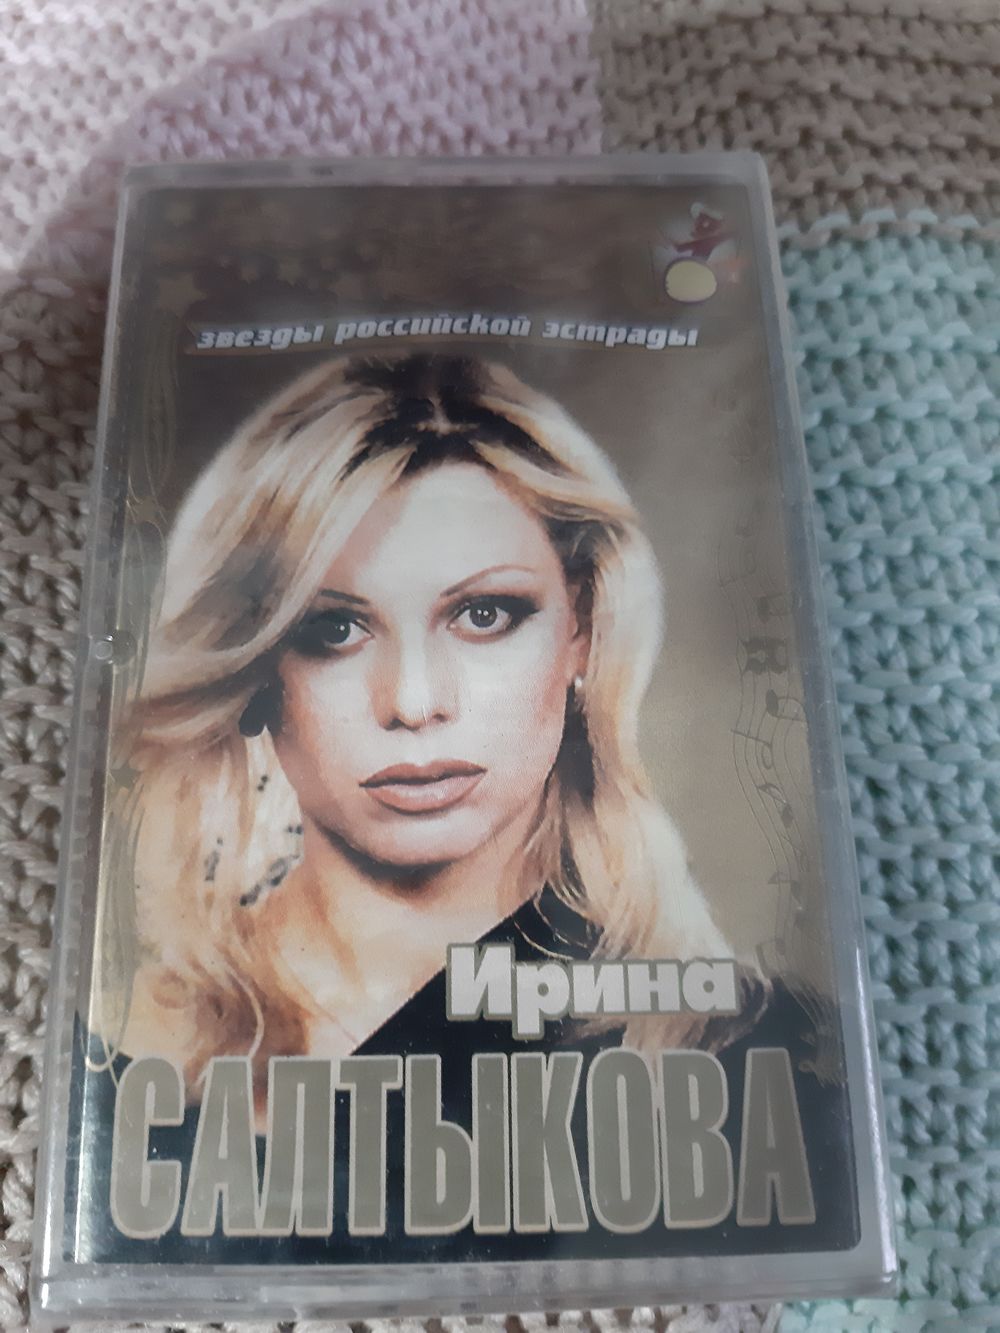 звезды российской эстрады
Ирина
САЛТЫКОВА